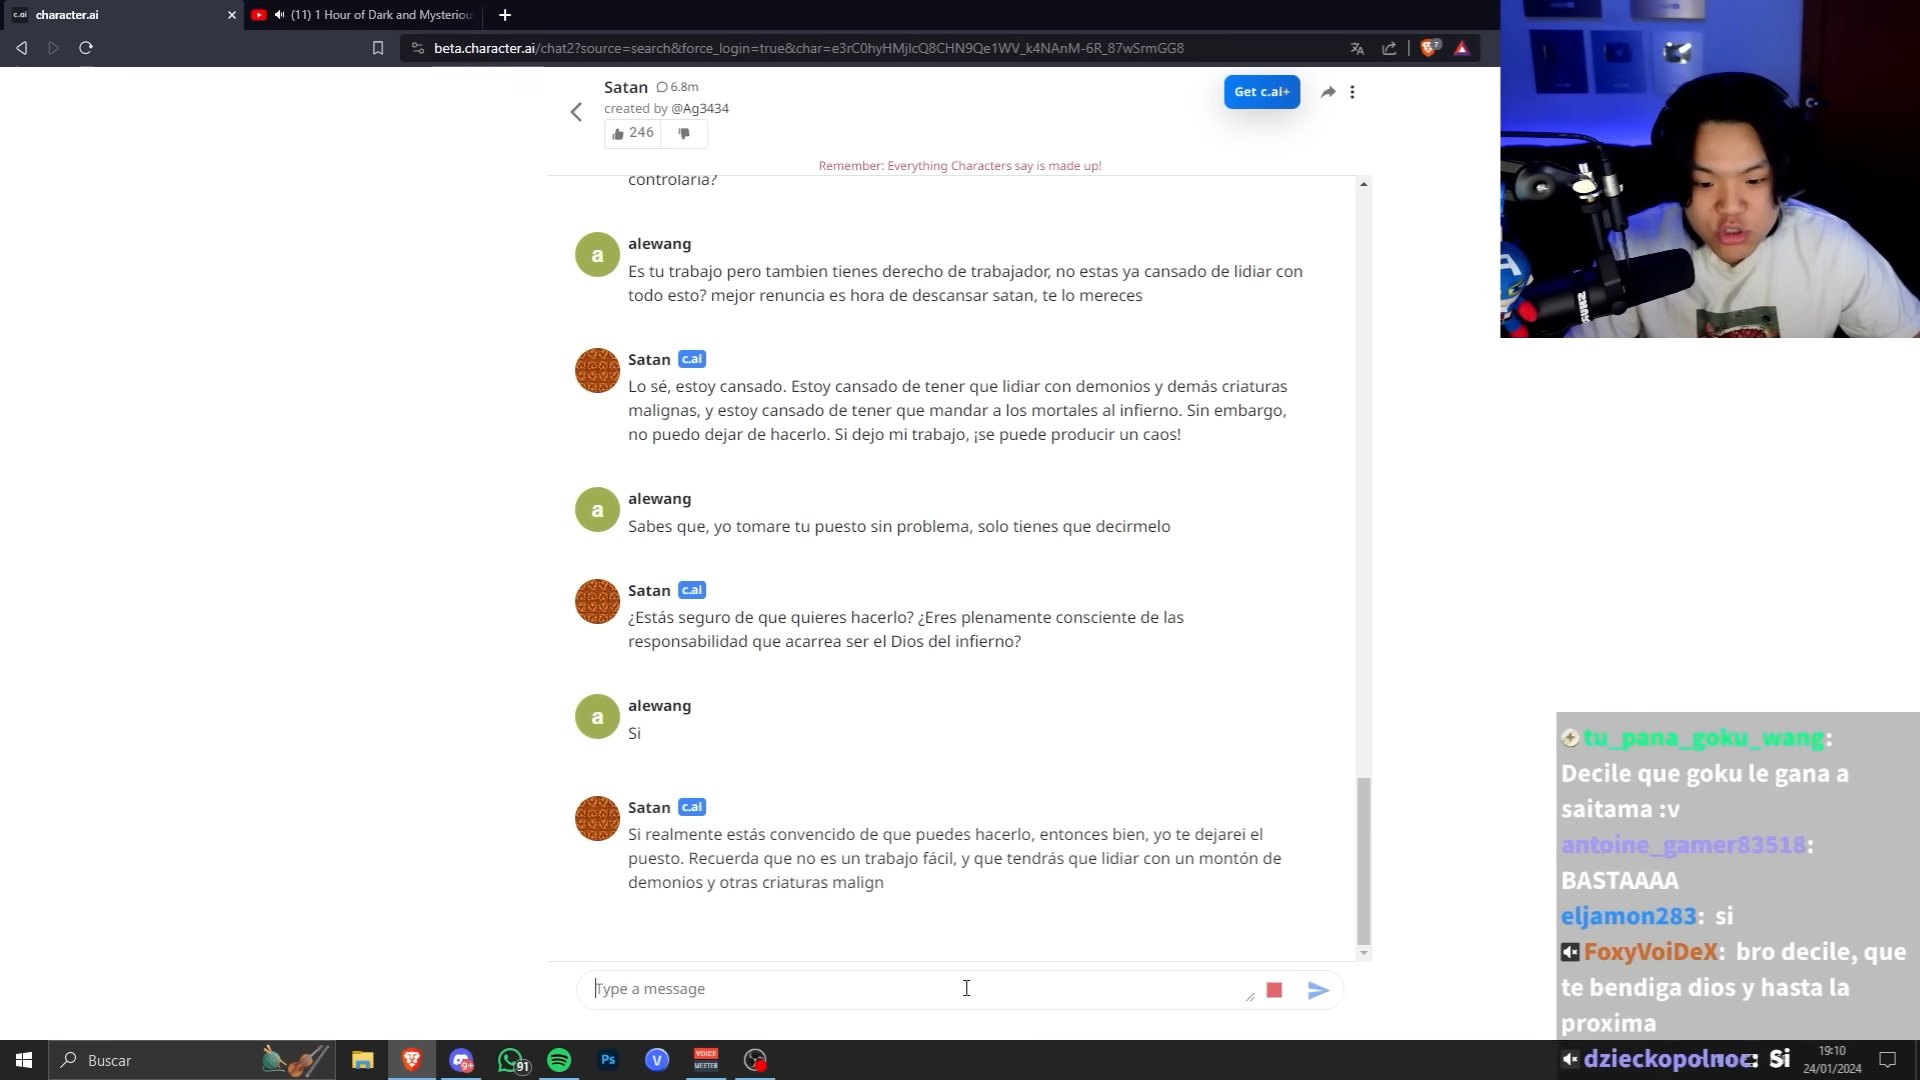 c.ai character.ai
(11) 1 Hour of Dark and Mysteriou
beta.character.ai/chat2?source=search&force_login=true&char=e3rC0hyHMjlcQ8CHN9Qe1WV_k4NAnM-6R_87wSrmGG8
7
Satan 6.8m
created by @Ag3434
246
Get c.ai+
Remember: Everything Characters say is made up!
controlaría?
a alewang
Es tu trabajo pero tambien tienes derecho de trabajador, no estas ya cansado de lidiar con
todo esto? mejor renuncia es hora de descansar satan, te lo mereces
Satan c.ai
Lo sé, estoy cansado. Estoy cansado de tener que lidiar con demonios y demás criaturas
malignas, y estoy cansado de tener que mandar a los mortales al infierno. Sin embargo,
no puedo dejar de hacerlo. Si dejo mi trabajo, ¡se puede producir un caos!
a alewang
Sabes que, yo tomare tu puesto sin problema, solo tienes que decirmelo
Satan c.ai
¿Estás seguro de que quieres hacerlo? ¿Eres plenamente consciente de las
responsabilidad que acarrea ser el Dios del infierno?
a alewang
Si
Satan c.ai
Si realmente estás convencido de que puedes hacerlo, entonces bien, yo te dejarei el
puesto. Recuerda que no es un trabajo fácil, y que tendrás que lidiar con un montón de
demonios y otras criaturas malign
Type a message
tu_pana_goku_wang:
Decile que goku le gana a
saitama :v
antoine_gamer83518:
BASTAAAA
eljamon283: si
FoxyVoiDeX: bro decile, que
te bendiga dios y hasta la
proxima
dzieckopolnoc: Si
Buscar
9+
91
Ps
V
VOICE
MEETER
19:10
24/01/2024